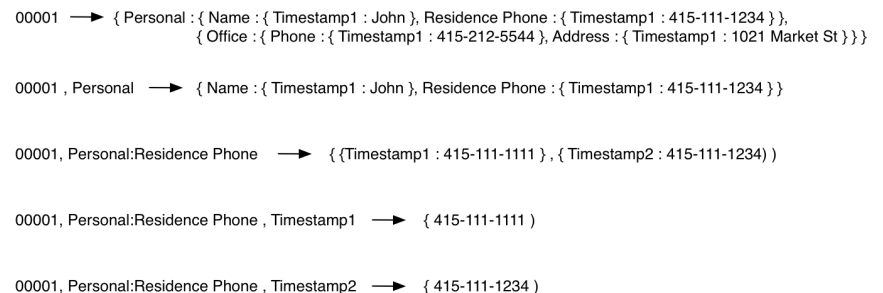 00001 → { Personal : { Name : { Timestamp1 : John }, Residence Phone : { Timestamp1 : 415-111-1234 } },
{ Office : { Phone : { Timestamp1 : 415-212-5544 }, Address : { Timestamp1 : 1021 Market St } } }
00001 , Personal → { Name : { Timestamp1 : John }, Residence Phone : { Timestamp1 : 415-111-1234 } }
00001, Personal:Residence Phone → { {Timestamp1 : 415-111-1111 } , { Timestamp2 : 415-111-1234) )
00001, Personal:Residence Phone , Timestamp1 → { 415-111-1111 )
00001, Personal:Residence Phone , Timestamp2 → { 415-111-1234 )